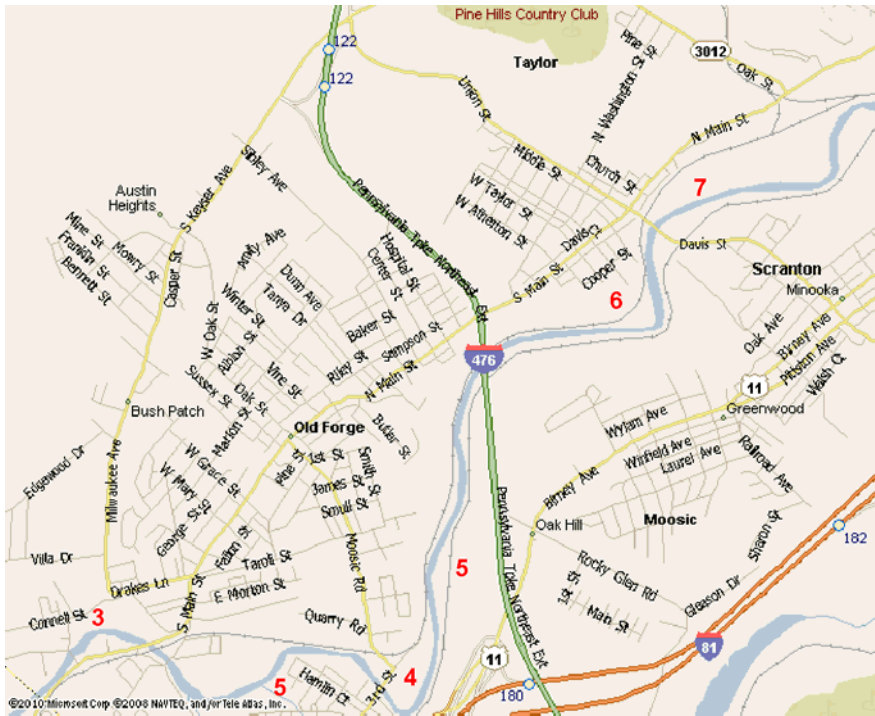 Pine Hills Country Club
122
122
Taylor
Pine St
3012
Oak St
Union St
N Washington St
N Main St
Middle St
Church St
Sibley Ave
Pennsylvania Tpke Northeast Ext
7
Austin
Heights
S Keyser Ave
W Taylor St
W Atherton St
Davis Ct
Davis St
Mine St
Franklin St
Bennett St
Mowry St
Casper St
Dunn Ave
Tanya Dr
Winter St
W Oak St
Albion St
Hospital St
Center St
S Main St
Cooper St
6
Scranton
Minooka
Baker St
Sampson St
Riley St
N Main St
476
Oak Ave
Birney Ave
Pittston Ave
Walsh Ct
11
Greenwood
Sussex St
Oak St
Vine St
Marion St
Bush Patch
Old Forge
Butler St
Wylam Ave
Winfield Ave
Laurel Ave
Railroad Ave
Edgewood Dr
Milwaukee Ave
W Grace St
W Mary St
George St
1st St
Smith St
James St
Smull St
Birney Ave
Pennsylvania Tpke Northeast Ext
Oak Hill
Moosic
Sharon St
182
Villa Dr
Fallon St
Taroli St
Moosic Rd
5
Rocky Glen Rd
1st St
Main St
Gleason Dr
Drakes Ln
E Morton St
S Main St
Connell St
3
Quarry Rd
81
11
4
5
Hamlin Ct
3rd St
180
©2010 Microsoft Corp ©2008 NAVTEQ, and/or Tele Atlas, Inc.